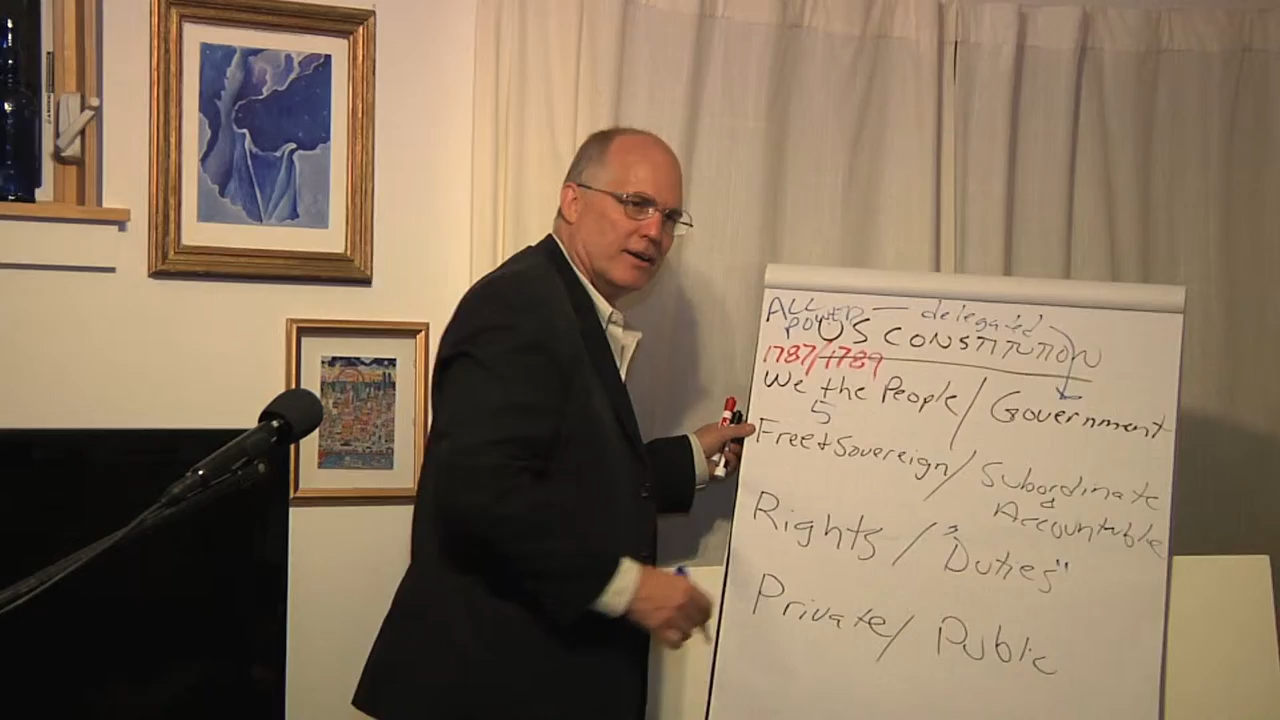 ALL — delegated
POWER
US CONSTITUTION
1787/1789
We the People / Government
5
Free & Sovereign / Subordinate
&
Accountable
Rights / 3 "Duties"
Private / Public